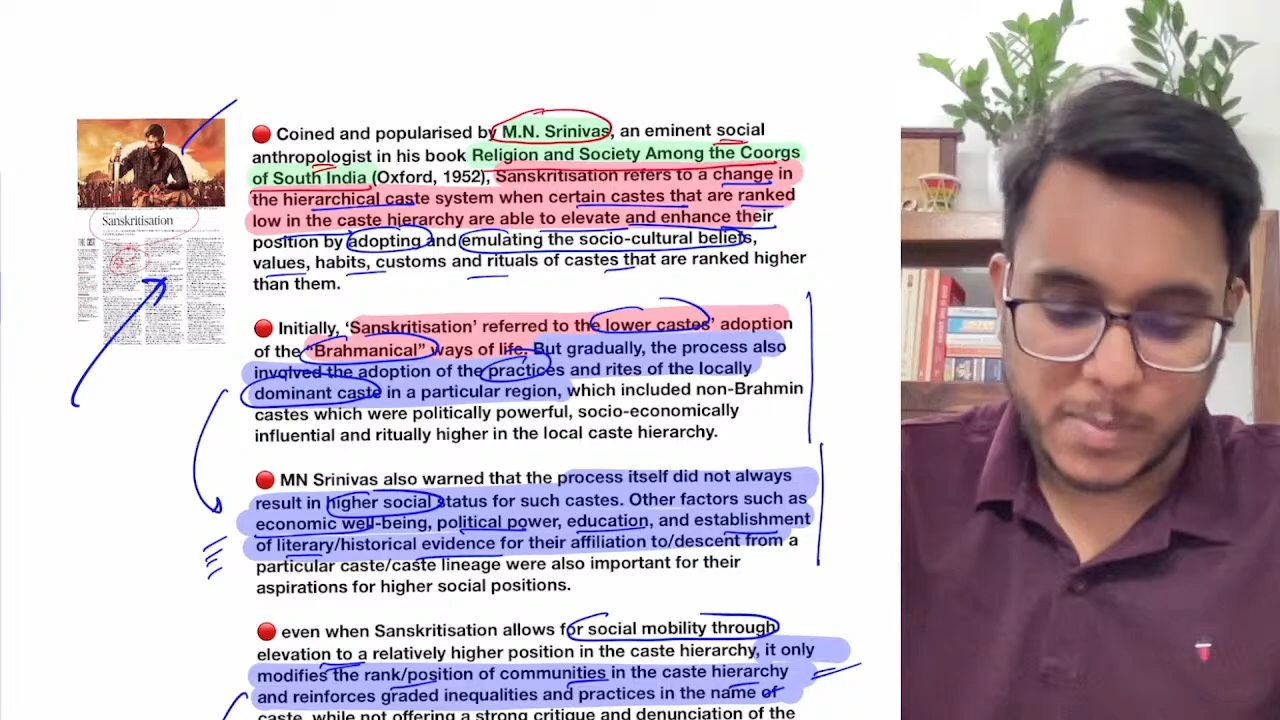 Sanskritisation
🔴 Coined and popularised by M.N. Srinivas, an eminent social
anthropologist in his book Religion and Society Among the Coorgs
of South India (Oxford, 1952), Sanskritisation refers to a change in
the hierarchical caste system when certain castes that are ranked
low in the caste hierarchy are able to elevate and enhance their
position by adopting and emulating the socio-cultural beliefs,
values, habits, customs and rituals of castes that are ranked higher
than them.
🔴 Initially, ‘Sanskritisation’ referred to the lower castes’ adoption
of the “Brahmanical” ways of life. But gradually, the process also
involved the adoption of the practices and rites of the locally
dominant caste in a particular region, which included non-Brahmin
castes which were politically powerful, socio-economically
influential and ritually higher in the local caste hierarchy.
🔴 MN Srinivas also warned that the process itself did not always
result in higher social status for such castes. Other factors such as
economic well-being, political power, education, and establishment
of literary/historical evidence for their affiliation to/descent from a
particular caste/caste lineage were also important for their
aspirations for higher social positions.
🔴 even when Sanskritisation allows for social mobility through
elevation to a relatively higher position in the caste hierarchy, it only
modifies the rank/position of communities in the caste hierarchy
and reinforces graded inequalities and practices in the name of
caste, while not offering a strong critique and denunciation of the